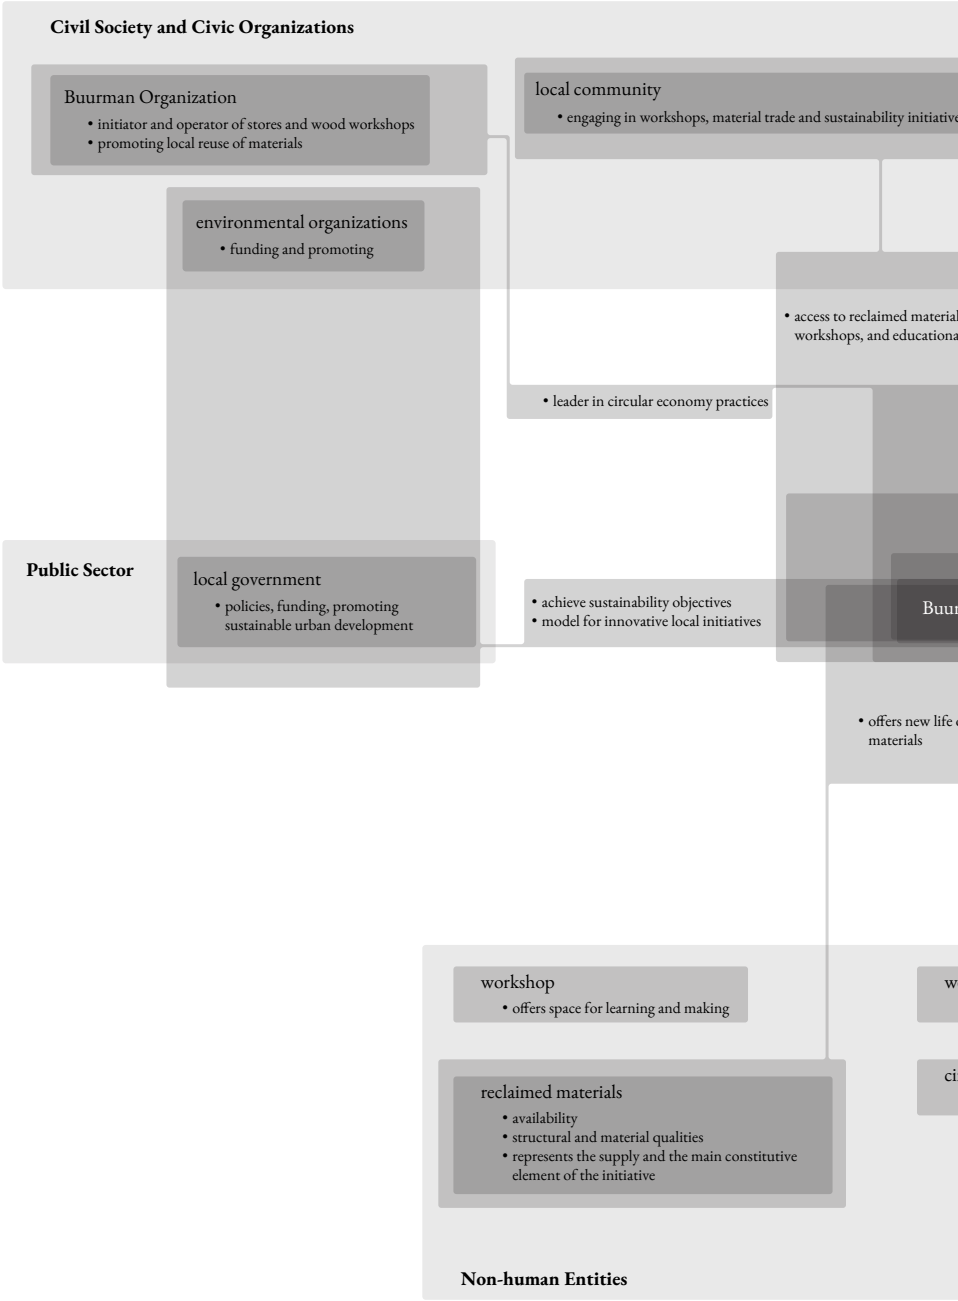 Civil Society and Civic Organizations
Buurman Organization
• initiator and operator of stores and wood workshops
• promoting local reuse of materials
local community
• engaging in workshops, material trade and sustainability initiative
environmental organizations
• funding and promoting
• access to reclaimed material
workshops, and educationa
• leader in circular economy practices
Public Sector
local government
• policies, funding, promoting
sustainable urban development
• achieve sustainability objectives
• model for innovative local initiatives
Buur
• offers new life
materials
workshop
• offers space for learning and making
reclaimed materials
• availability
• structural and material qualities
• represents the supply and the main constitutive
element of the initiative
Non-human Entities